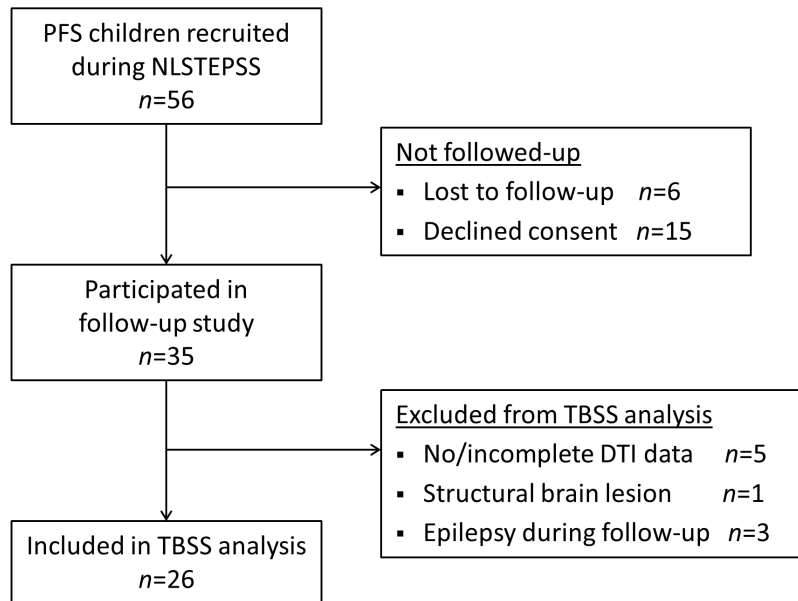 PFS children recruited
during NLSTEPSS
n=56
Not followed-up
▪ Lost to follow-up n=6
▪ Declined consent n=15
Participated in
follow-up study
n=35
Excluded from TBSS analysis
▪ No/incomplete DTI data n=5
▪ Structural brain lesion n=1
▪ Epilepsy during follow-up n=3
Included in TBSS analysis
n=26